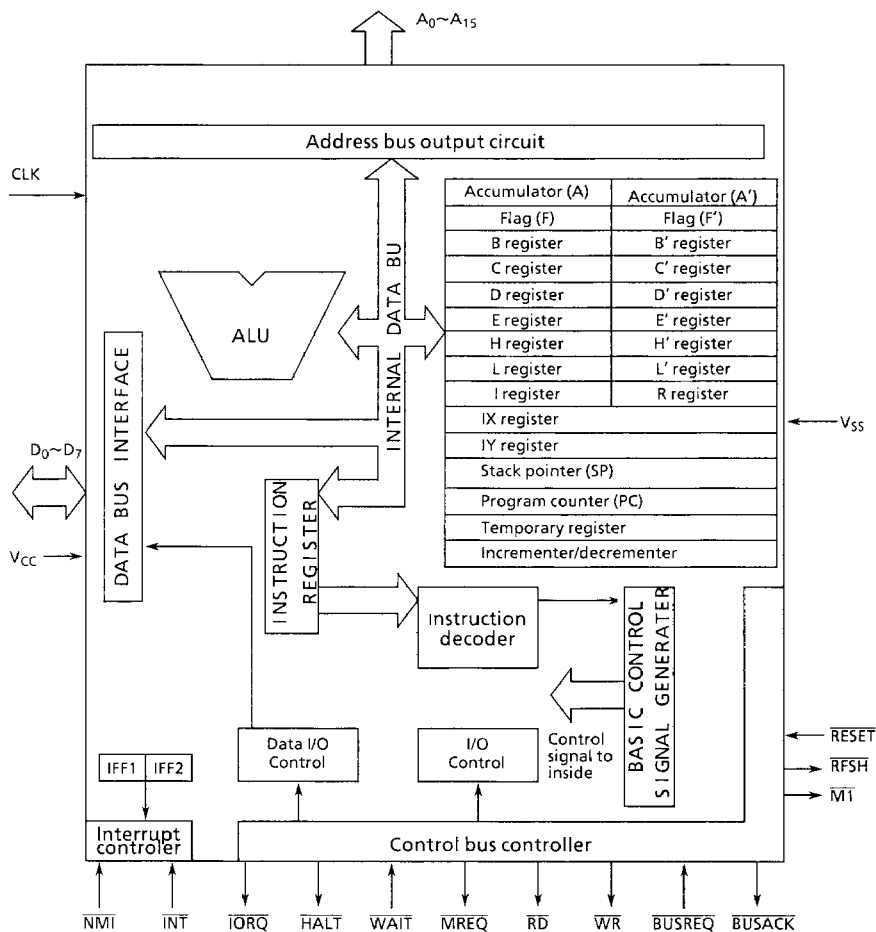 A0~A15
Address bus output circuit
CLK
Accumulator (A)
Accumulator (A')
Flag (F)
Flag (F')
B register
B' register
C register
C' register
D register
D' register
E register
E' register
H register
H' register
L register
L' register
I register
R register
IX register
IY register
Stack pointer (SP)
Program counter (PC)
Temporary register
Incrementer/decrementer
ALU
INTERNAL DATA BU
DATA BUS INTERFACE
D0~D7
VCC
VSS
INSTRUCTION
REGISTER
Instruction
decoder
BASIC CONTROL
SIGNAL GENERATER
Control
signal to
inside
Data I/O
Control
I/O
Control
IFF1
IFF2
Interrupt
controler
Control bus controller
RESET
RFSH
M1
NMI
INT
IORQ
HALT
WAIT
MREQ
RD
WR
BUSREQ
BUSACK